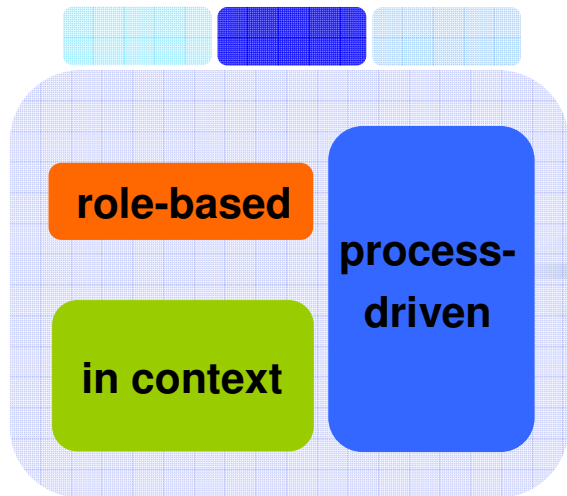 role-based
process-
driven
in context